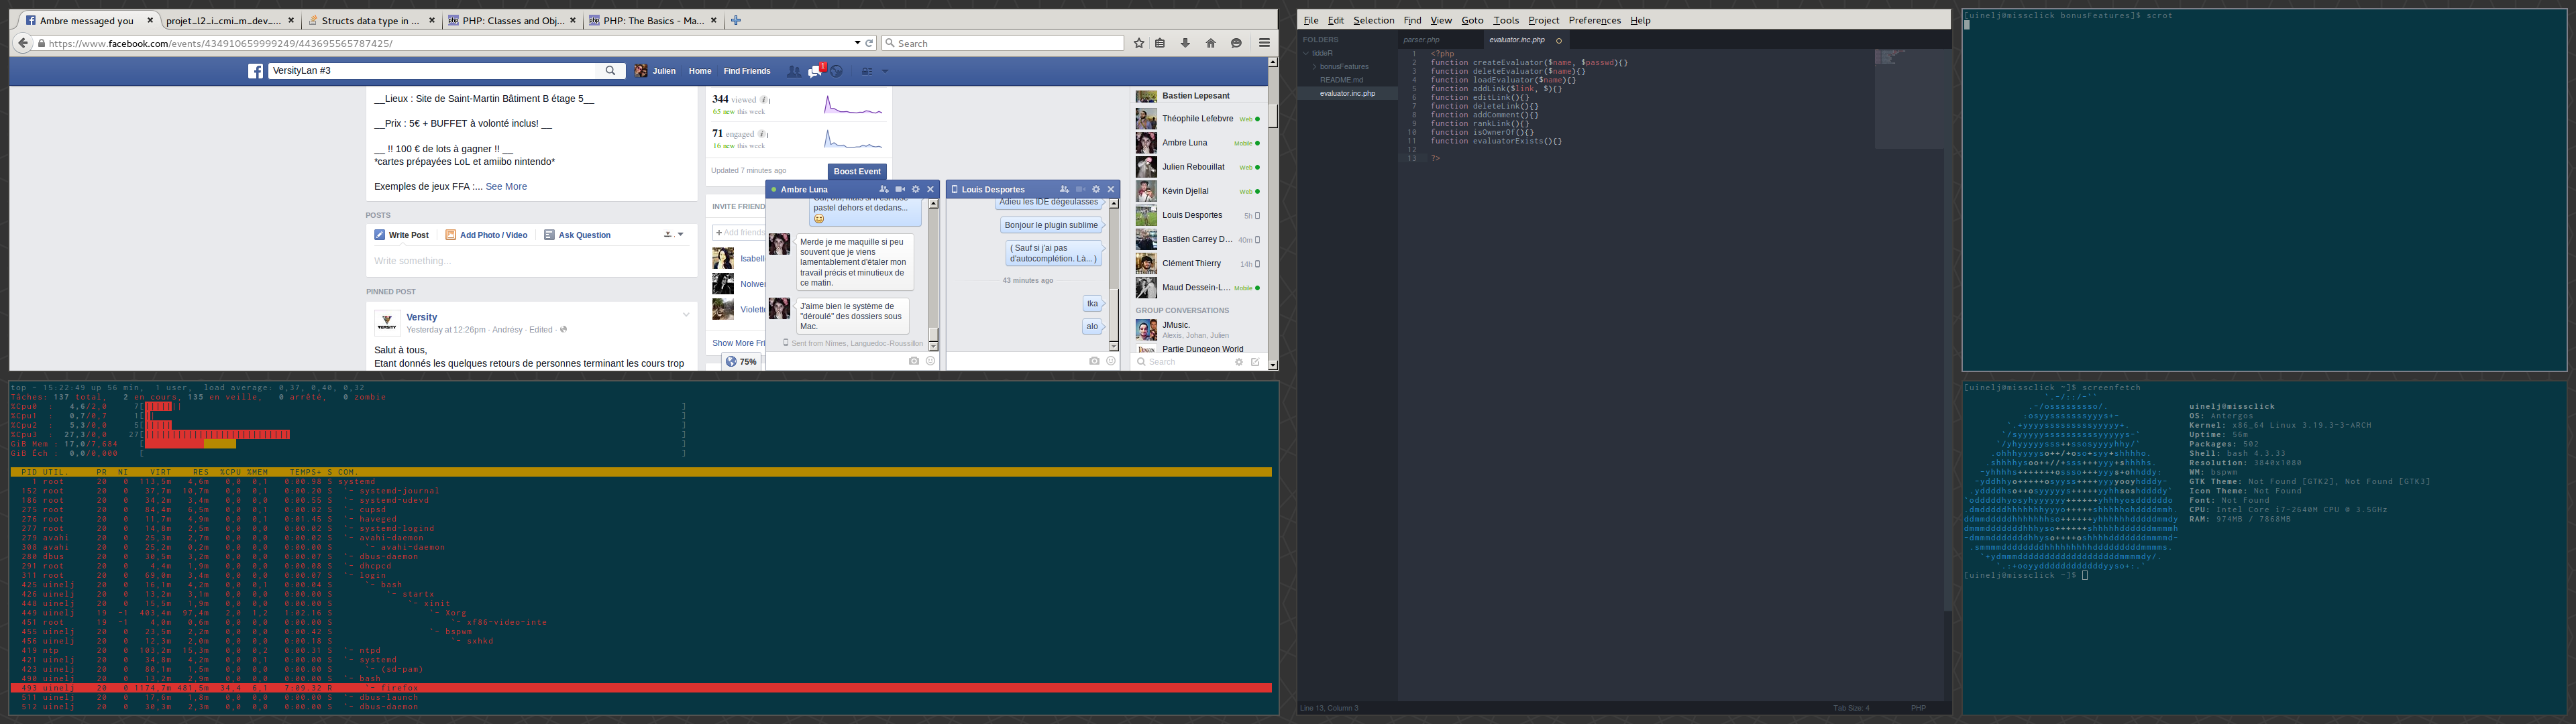 Ambre messaged you
projet_l2_i_cmi_m_dev_...
Structs data type in ...
PHP: Classes and Obj...
PHP: The Basics - Ma...
https://www.facebook.com/events/434910659999249/443695565787425/
Search
VersityLan #3
Julien
Home
Find Friends
1
__Lieux : Site de Saint-Martin Bâtiment B étage 5__
__Prix : 5€ + BUFFET à volonté inclus! __
__ !! 100 € de lots à gagner !! __
*cartes prépayées LoL et amiibo nintendo*
Exemples de jeux FFA :... See More
POSTS
Write Post
Add Photo / Video
Ask Question
Write something...
PINNED POST
Versity
Yesterday at 12:26pm · Andrésy · Edited ·
Salut à tous,
Etant donnés les quelques retours de personnes terminant les cours trop
344 viewed
65 new this week
71 engaged
16 new this week
Updated 7 minutes ago
Boost Event
INVITE FRIEND
+ Add friends
Isabelle
Nolwen
Violette
Show More Fri
75%
Ambre Luna
pastel dehors et dedans...
Merde je me maquille si peu
souvent que je viens
lamentablement d'étaler mon
travail précis et minutieux de
ce matin.
J'aime bien le système de
"déroulé" des dossiers sous
Mac.
Sent from Nîmes, Languedoc-Roussillon
Louis Desportes
Adieu les IDE dégeulasses
Bonjour le plugin sublime
( Sauf si j'ai pas
d'autocomplétion. Là... )
43 minutes ago
tka
alo
Bastien Lepesant
Théophile Lefebvre Web
Ambre Luna Mobile
Julien Rebouillat Web
Kévin Djellal Web
Louis Desportes 5h
Bastien Carrey D... 40m
Clément Thierry 14h
Maud Dessein-L... Mobile
GROUP CONVERSATIONS
JMusic.
Alexis, Johan, Julien
Partie Dungeon World
Search
top - 15:22:49 up 56 min, 1 user, load average: 0,37, 0,40, 0,32
Tâches: 137 total, 2 en cours, 135 en veille, 0 arrêté, 0 zombie
%Cpu0 : 4,6/2,0 7[||||||| ]
%Cpu1 : 0,7/0,7 1[ ]
%Cpu2 : 5,3/0,0 5[||||| ]
%Cpu3 : 27,3/0,0 27[||||||||||||||||||||||||||| ]
GiB Mem : 17,0/7,684 [ ]
GiB Éch : 0,0/0,000 [ ]
PID UTIL. PR NI VIRT RES %CPU %MEM TEMPS+ S COM.
1 root 20 0 113,5m 4,6m 0,0 0,1 0:00.98 S systemd
152 root 20 0 37,7m 10,7m 0,0 0,1 0:00.20 S `- systemd-journal
186 root 20 0 34,2m 3,4m 0,0 0,0 0:00.55 S `- systemd-udevd
275 root 20 0 84,4m 6,5m 0,0 0,1 0:00.02 S `- cupsd
276 root 20 0 11,7m 4,9m 0,0 0,1 0:01.45 S `- haveged
277 root 20 0 14,8m 2,5m 0,0 0,0 0:00.02 S `- systemd-logind
279 avahi 20 0 25,3m 2,7m 0,0 0,0 0:00.02 S `- avahi-daemon
308 avahi 20 0 25,2m 0,2m 0,0 0,0 0:00.00 S `- avahi-daemon
280 dbus 20 0 30,5m 3,2m 0,0 0,0 0:00.07 S `- dbus-daemon
291 root 20 0 4,4m 1,9m 0,0 0,0 0:00.08 S `- dhcpcd
311 root 20 0 69,0m 3,4m 0,0 0,0 0:00.07 S `- login
425 uinelj 20 0 16,1m 4,2m 0,0 0,1 0:00.04 S `- bash
426 uinelj 20 0 13,2m 3,1m 0,0 0,0 0:00.00 S `- startx
448 uinelj 20 0 15,5m 1,9m 0,0 0,0 0:00.00 S `- xinit
449 uinelj 19 -1 403,4m 97,4m 2,0 1,2 1:02.16 S `- Xorg
451 root 19 -1 4,0m 0,6m 0,0 0,0 0:00.00 S `- xf86-video-inte
455 uinelj 20 0 23,5m 2,2m 0,0 0,0 0:00.42 S `- bspwm
456 uinelj 20 0 12,3m 2,0m 0,0 0,0 0:00.18 S `- sxhkd
419 ntp 20 0 103,2m 15,3m 0,0 0,2 0:00.31 S `- ntpd
421 uinelj 20 0 34,8m 4,2m 0,0 0,1 0:00.00 S `- systemd
423 uinelj 20 0 80,1m 1,5m 0,0 0,0 0:00.00 S `- (sd-pam)
490 uinelj 20 0 13,2m 2,9m 0,0 0,0 0:00.00 S `- bash
493 uinelj 20 0 1174,7m 481,5m 34,4 6,1 7:09.32 R `- firefox
511 uinelj 20 0 17,6m 1,8m 0,0 0,0 0:00.00 S `- dbus-launch
512 uinelj 20 0 30,3m 2,3m 0,0 0,0 0:00.00 S `- dbus-daemon
File Edit Selection Find View Goto Tools Project Preferences Help
FOLDERS
tiddeR
bonusFeatures
README.md
evaluator.inc.php
parser.php
evaluator.inc.php
1 <?php
2 function createEvaluator($name, $passwd){}
3 function deleteEvaluator($name){}
4 function loadEvaluator($name){}
5 function addLink($link, $){}
6 function editLink(){}
7 function deleteLink(){}
8 function addComment(){}
9 function rankLink(){}
10 function isOwnerOf(){}
11 function evaluatorExists(){}
12
13 ?>
Line 13, Column 3
Tab Size: 4
PHP
[uinelj@missclick bonusFeatures]$ scrot
[uinelj@missclick ~]$ screenfetch
uinelj@missclick
OS: Antergos
Kernel: x86_64 Linux 3.19.3-3-ARCH
Uptime: 56m
Packages: 502
Shell: bash 4.3.33
Resolution: 3840x1080
WM: bspwm
GTK Theme: Not Found [GTK2], Not Found [GTK3]
Icon Theme: Not Found
Font: Not Found
CPU: Intel Core i7-2640M CPU @ 3.5GHz
RAM: 974MB / 7868MB
[uinelj@missclick ~]$